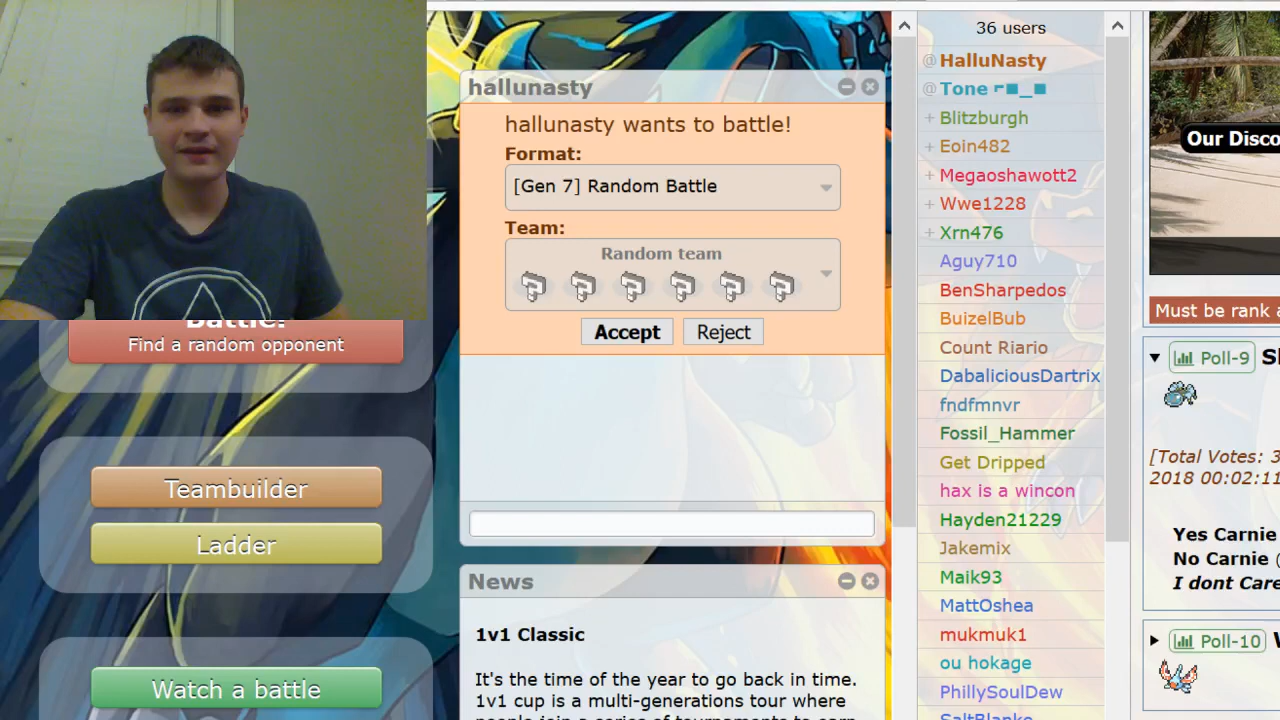 Battle!
Find a random opponent
Teambuilder
Ladder
Watch a battle
hallunasty
hallunasty wants to battle!
Format:
[Gen 7] Random Battle
Team:
Random team
Accept
Reject
News
1v1 Classic
It's the time of the year to go back in time.
1v1 cup is a multi-generations tour where
36 users
@ HalluNasty
@ Tone ⌐■_■
+ Blitzburgh
+ Eoin482
+ Megaoshawott2
+ Wwe1228
+ Xrn476
Aguy710
BenSharpedos
BuizelBub
Count Riario
DabaliciousDartrix
fndfmnvr
Fossil_Hammer
Get Dripped
hax is a wincon
Hayden21229
Jakemix
Maik93
MattOshea
mukmuk1
ou hokage
PhillySoulDew
Our Disco
Must be rank a
Poll-9 Sh
[Total Votes: 3
2018 00:02:11
Yes Carnie
No Carnie (
I dont Care
Poll-10